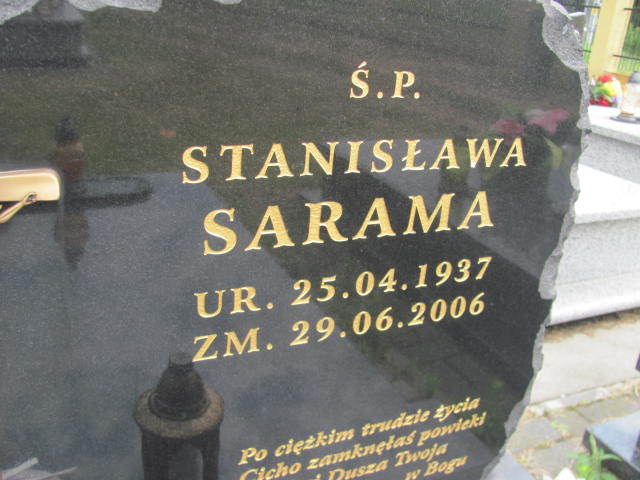 Ś.P.
STANISŁAWA
SARAMA
UR. 25.04.1937
ZM. 29.06.2006
Po ciężkim trudzie życia
Cicho zamknęłaś powieki
i Dusza Twoja
w Bogu